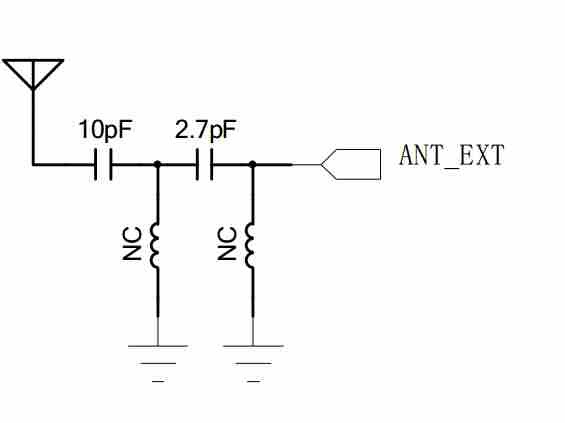 10pF
2.7pF
ANT_EXT
NC
NC